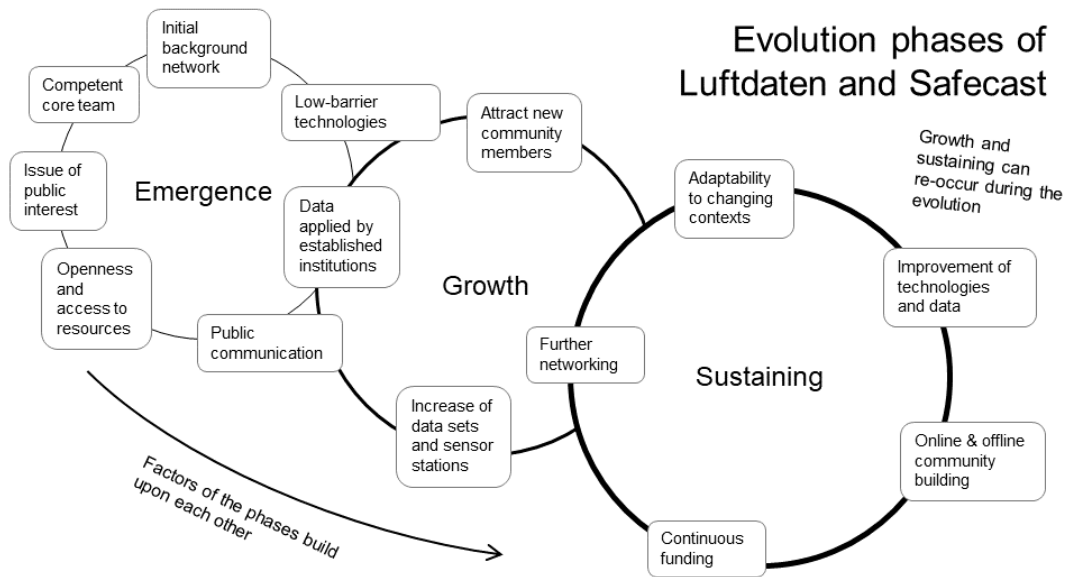 Evolution phases of
Luftdaten and Safecast
Initial
background
network
Competent
core team
Low-barrier
technologies
Issue of
public
interest
Emergence
Openness
and
access to
resources
Public
communication
Data
applied by
established
institutions
Attract new
community
members
Growth
Increase of
data sets
and sensor
stations
Further
networking
Adaptability
to changing
contexts
Sustaining
Improvement of
technologies
and data
Online & offline
community
building
Continuous
funding
Growth and
sustaining can
re-occur during the
evolution
Factors of the phases build
upon each other